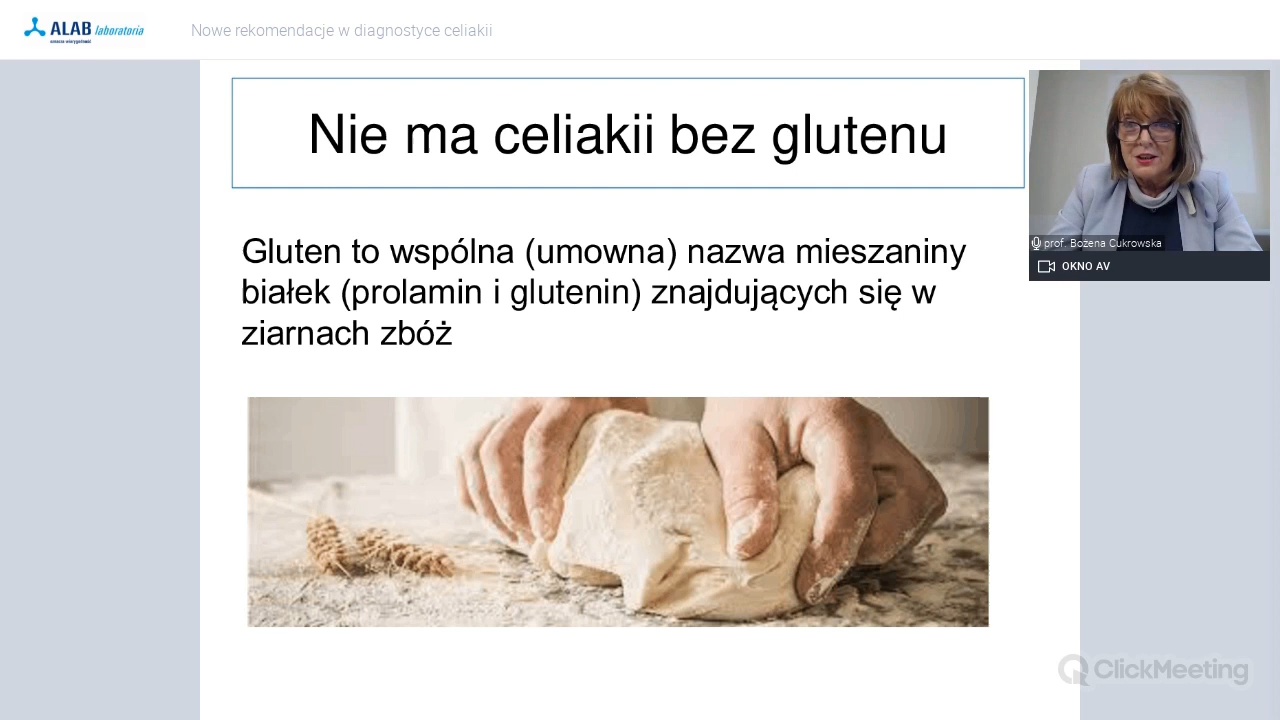 ALAB laboratoria
Nowe rekomendacje w diagnostyce celiakii
Nie ma celiakii bez glutenu
prof. Bożena Cukrowska
OKNO AV
Gluten to wspólna (umowna) nazwa mieszaniny
białek (prolamin i glutenin) znajdujących się w
ziarnach zbóż
ClickMeeting